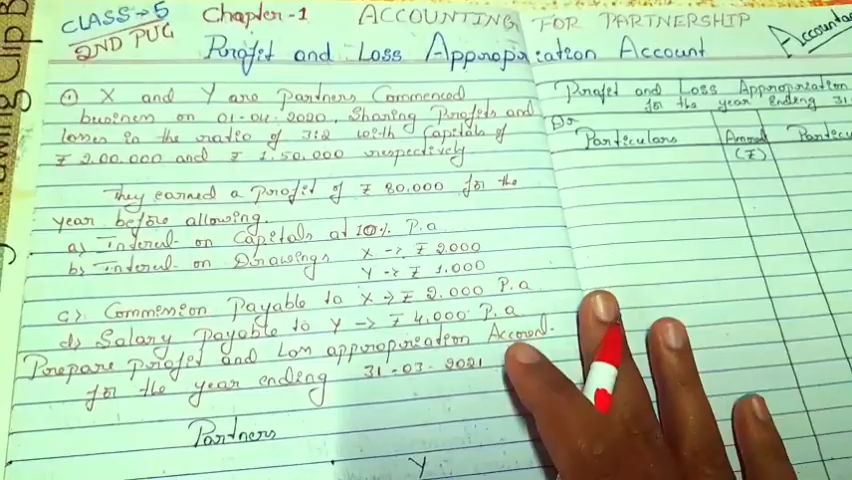 CLASS → 5
2ND PUC
Chapter-1 ACCOUNTING FOR PARTNERSHIP
Profit and Loss Appropriation Account
X and Y are Partners Commenced
business on 01-04-2020, Sharing Profits and
losses in the ratio of 3:2 with Capitals of
₹ 2,00,000 and ₹ 1,50,000 respectively
They earned a Profit of ₹ 80,000 for the
year before allowing.
a) Interest on Capitals at 10% P.a
b) Interest on Drawings X → ₹ 2,000
Y → ₹ 1,000
c) Commission Payable to X → ₹ 2,000 P.a
d) Salary Payable to Y → ₹ 4,000 P.a
Prepare Profit and Loss appropriation Account
for the year ending 31-03-2021
Partners
Y
Profit and Loss Appropriation
for the year ending 31
Dr
Particulars Amount
(₹)